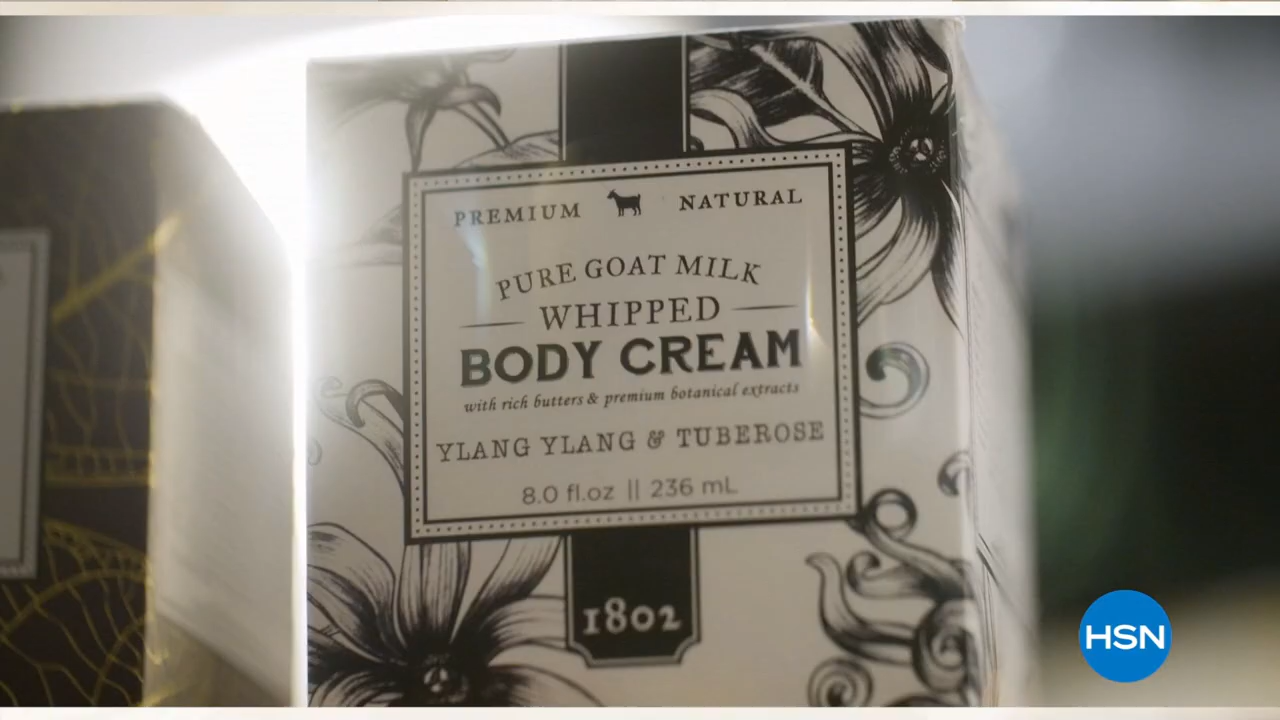 PREMIUM NATURAL
PURE GOAT MILK
WHIPPED
BODY CREAM
with rich butters & premium botanical extracts
YLANG YLANG & TUBEROSE
8.0 fl.oz || 236 mL
1802
HSN